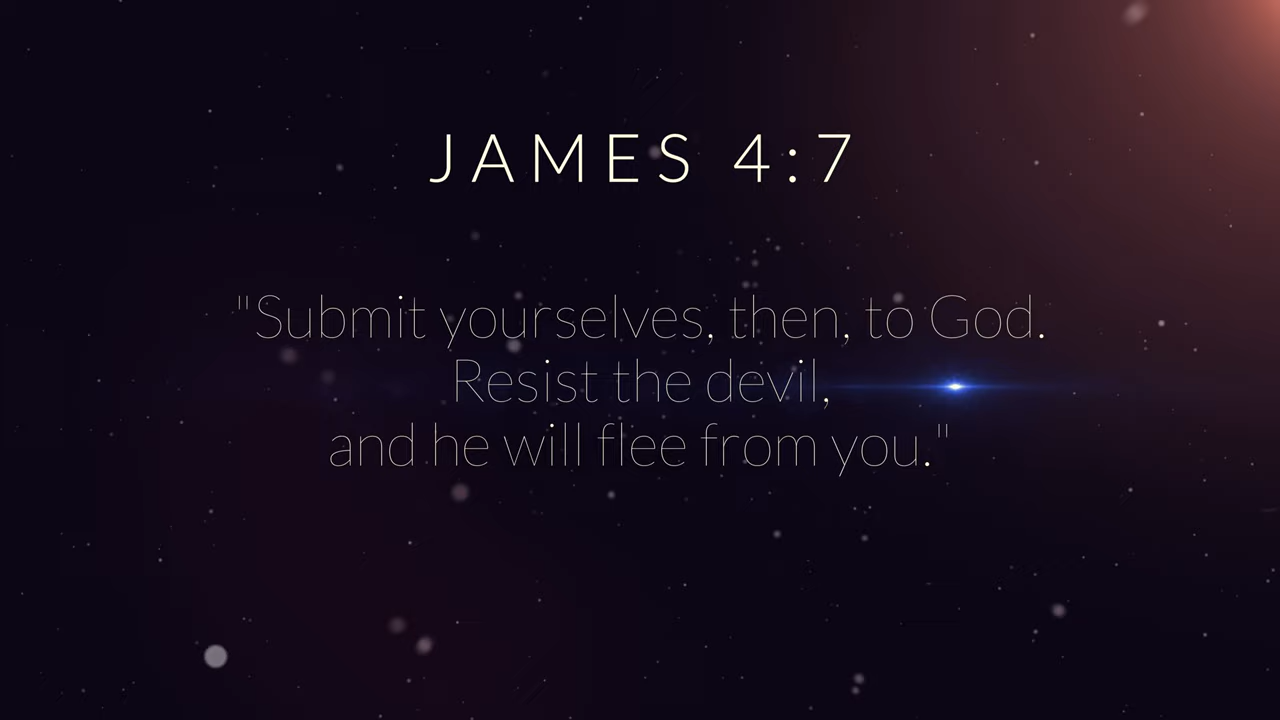 JAMES 4:7
"Submit yourselves, then, to God.
Resist the devil,
and he will flee from you."